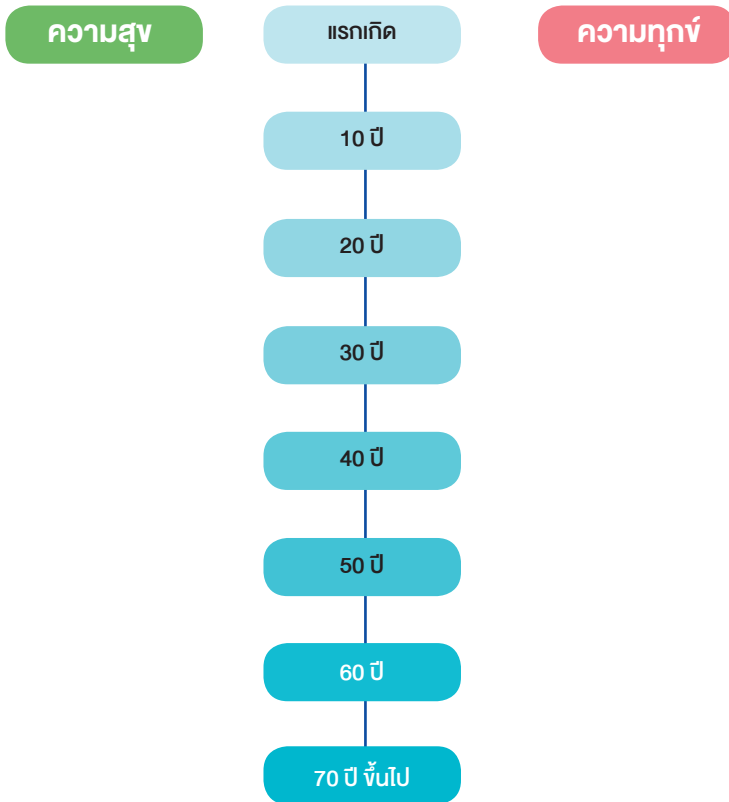 ความสุข
แรกเกิด
ความทุกข์
10 ปี
20 ปี
30 ปี
40 ปี
50 ปี
60 ปี
70 ปี ขึ้นไป